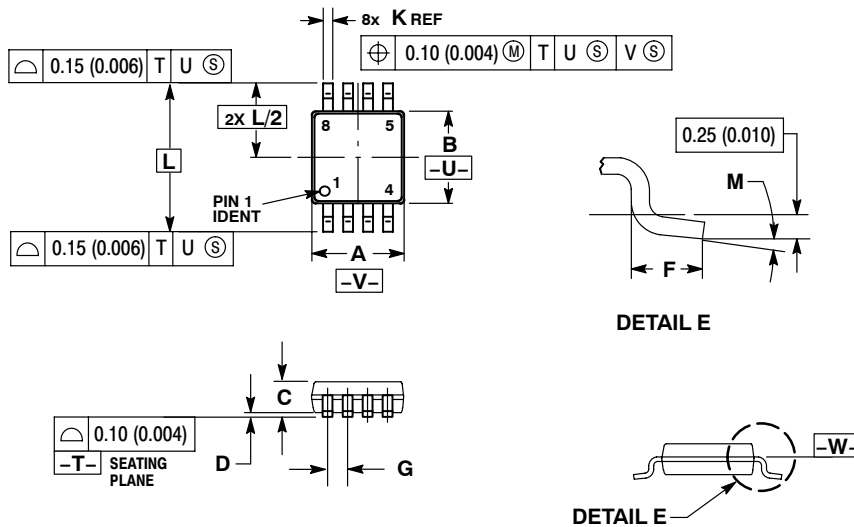 8x K REF
⌖ 0.10 (0.004) Ⓜ T U Ⓢ V Ⓢ
⌓ 0.15 (0.006) T U Ⓢ
2X L/2
8
5
B
–U–
L
PIN 1
IDENT
1
4
⌓ 0.15 (0.006) T U Ⓢ
A
–V–
0.25 (0.010)
M
F
DETAIL E
C
⌓ 0.10 (0.004)
–T– SEATING
PLANE
D
G
–W–
DETAIL E